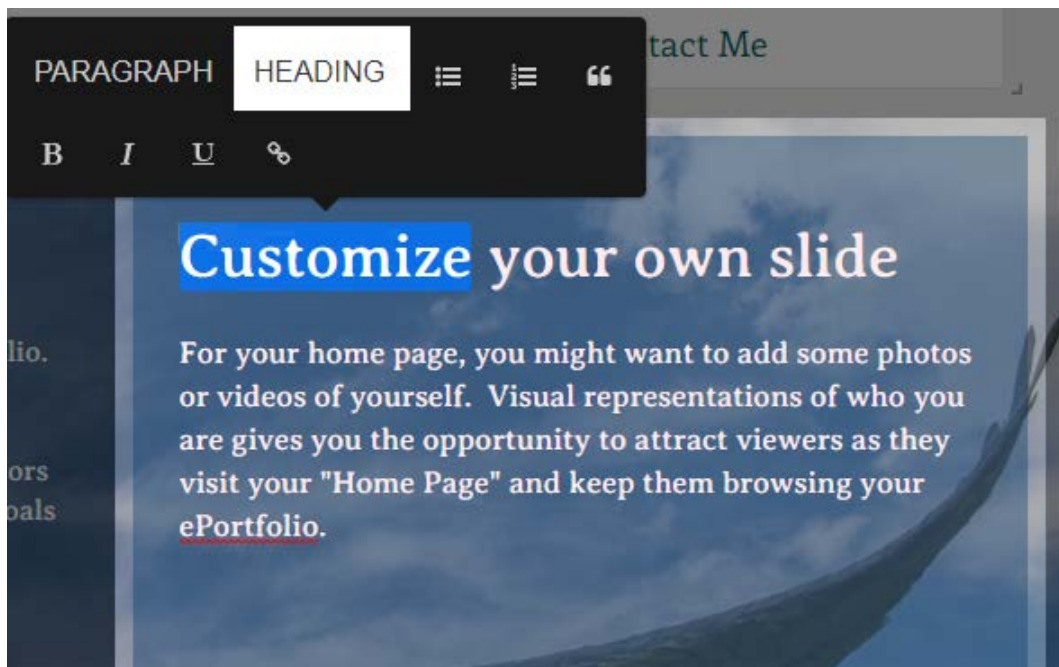 tact Me
PARAGRAPH HEADING
B I U
Customize your own slide
lio.
For your home page, you might want to add some photos
or videos of yourself.  Visual representations of who you
are gives you the opportunity to attract viewers as they
ors
visit your "Home Page" and keep them browsing your
oals
ePortfolio.